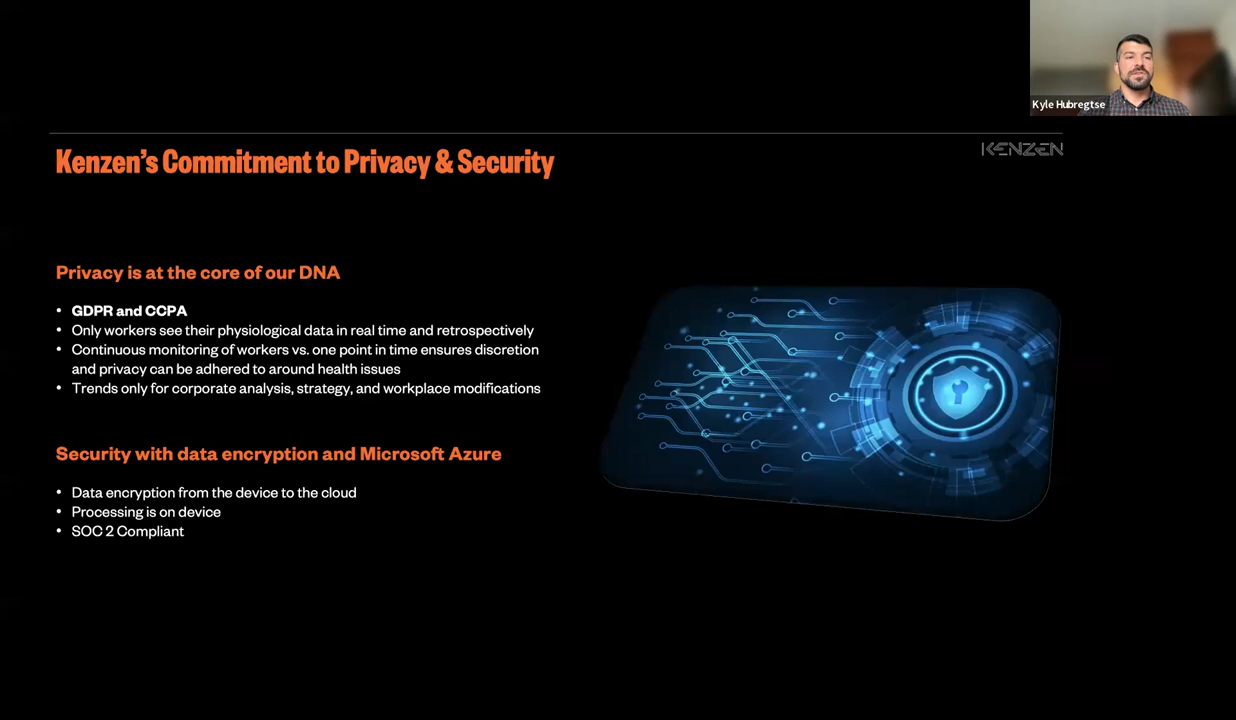 Kyle Hubregtse
KENZEN
Kenzen's Commitment to Privacy & Security
Privacy is at the core of our DNA
• GDPR and CCPA
• Only workers see their physiological data in real time and retrospectively
• Continuous monitoring of workers vs. one point in time ensures discretion
and privacy can be adhered to around health issues
• Trends only for corporate analysis, strategy, and workplace modifications
Security with data encryption and Microsoft Azure
• Data encryption from the device to the cloud
• Processing is on device
• SOC 2 Compliant